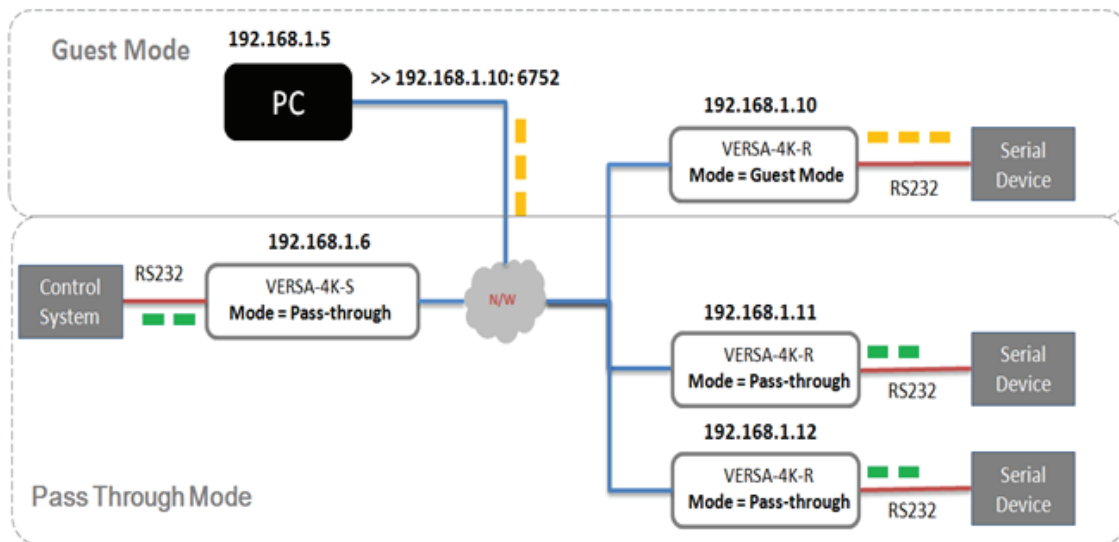 Guest Mode
192.168.1.5
PC
>> 192.168.1.10: 6752
192.168.1.10
VERSA-4K-R
Mode = Guest Mode
RS232
Serial
Device
192.168.1.6
Control
System
RS232
VERSA-4K-S
Mode = Pass-through
N/W
192.168.1.11
VERSA-4K-R
Mode = Pass-through
RS232
Serial
Device
192.168.1.12
VERSA-4K-R
Mode = Pass-through
RS232
Serial
Device
Pass Through Mode